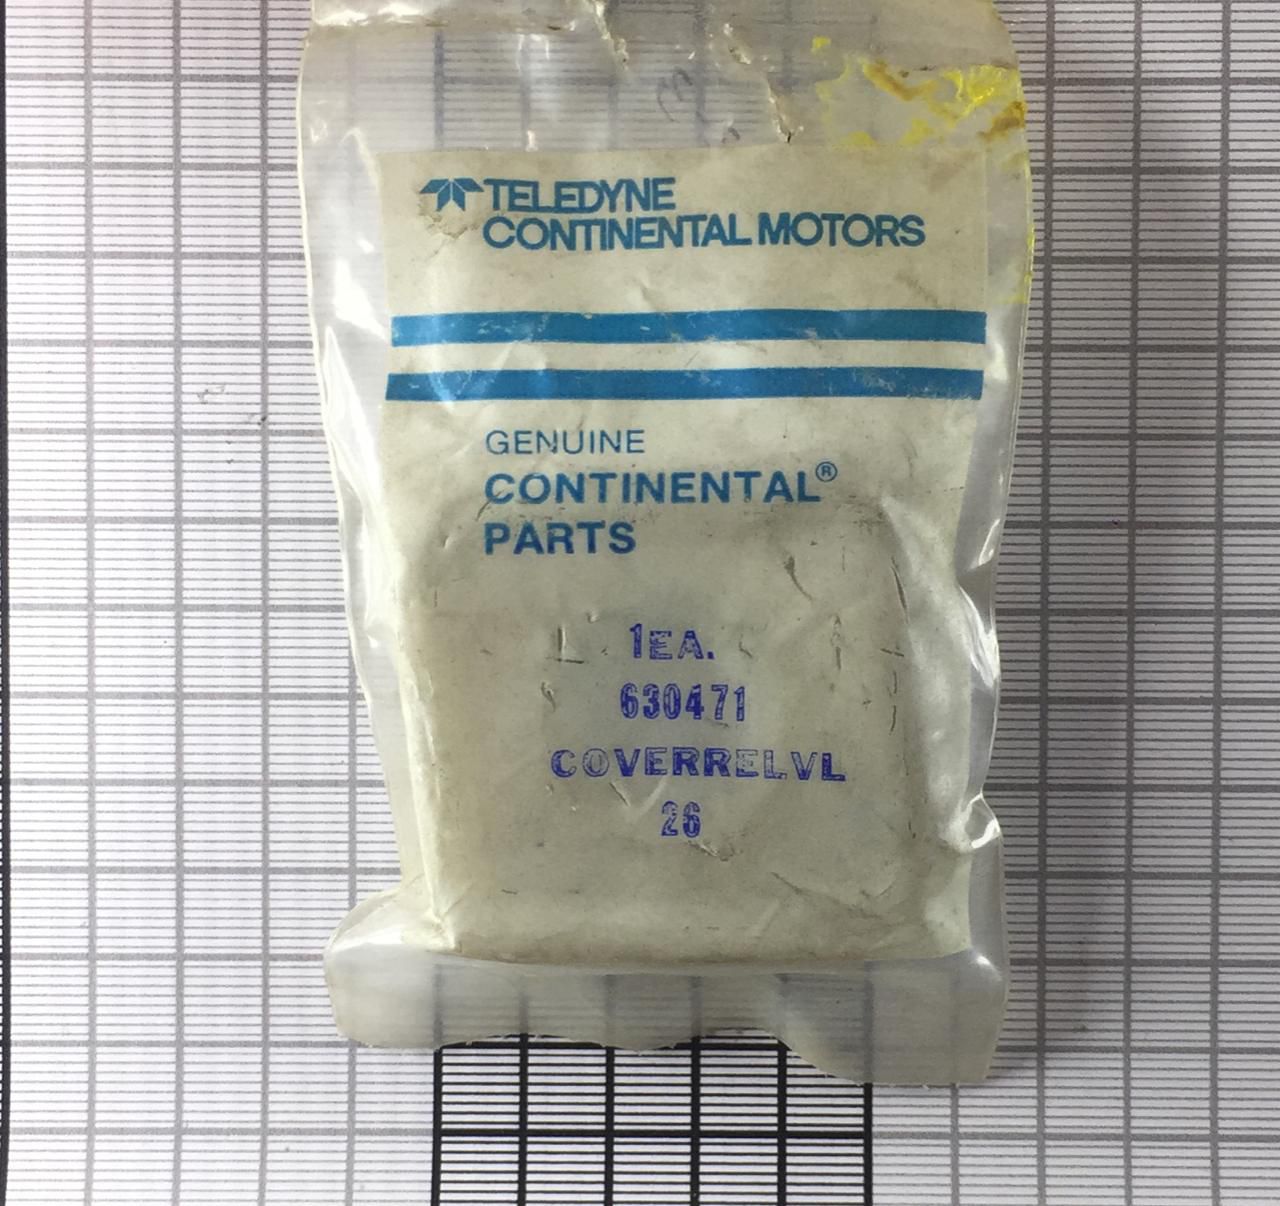 TELEDYNE
CONTINENTAL MOTORS
GENUINE
CONTINENTAL®
PARTS
1EA.
630471
COVERRELVL
26